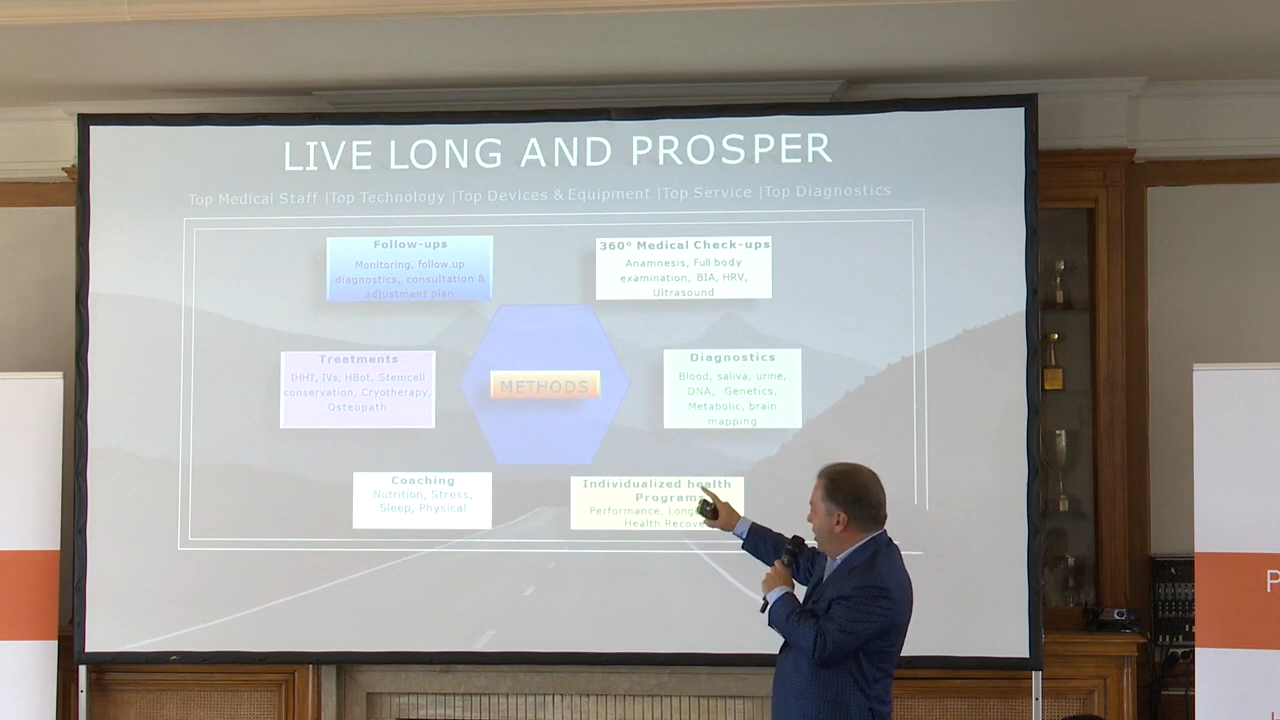 LIVE LONG AND PROSPER
Top Medical Staff |Top Technology |Top Devices & Equipment |Top Service |Top Diagnostics
Follow-ups
Monitoring, follow.up
diagnostics, consultation &
adjustment plan
360° Medical Check-ups
Anamnesis, Full body
examination, BIA, HRV,
Ultrasound
Treatments
IHHT, IVs, HBot, Stemcell
conservation, Cryotherapy,
Osteopath
METHODS
Diagnostics
Blood, saliva, urine,
DNA, Genetics,
Metabolic, brain
mapping
Coaching
Nutrition, Stress,
Sleep, Physical
Individualized health
Programs
Performance,
Health
P